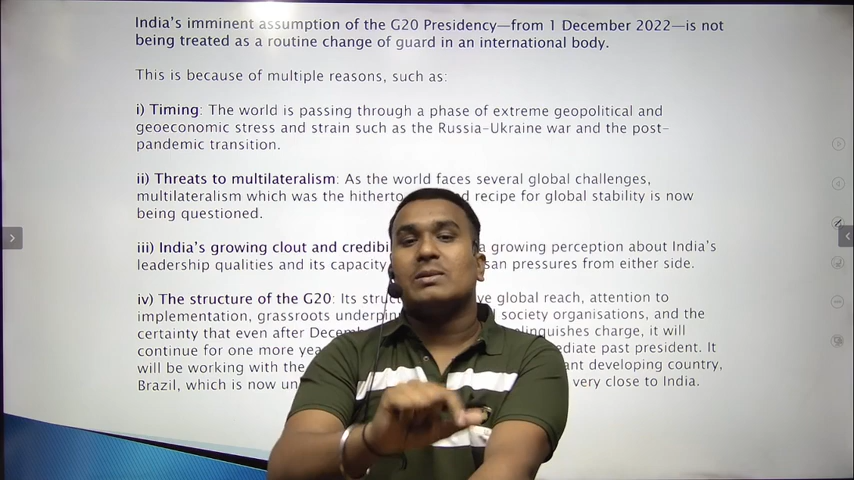 India's imminent assumption of the G20 Presidency—from 1 December 2022—is not
being treated as a routine change of guard in an international body.
This is because of multiple reasons, such as:
i) Timing: The world is passing through a phase of extreme geopolitical and
geoeconomic stress and strain such as the Russia-Ukraine war and the post-
pandemic transition.
ii) Threats to multilateralism: As the world faces several global challenges,
multilateralism which was the hitherto recipe for global stability is now
being questioned.
iii) India's growing clout and a growing perception about India's
leadership qualities and its capacity pressures from either side.
iv) The structure of the G20: Its global reach, attention to
implementation, grassroots society organisations, and the
certainty that even after charge, it will
continue for one more past president. It
will be working with the developing country,
Brazil, which is now very close to India.